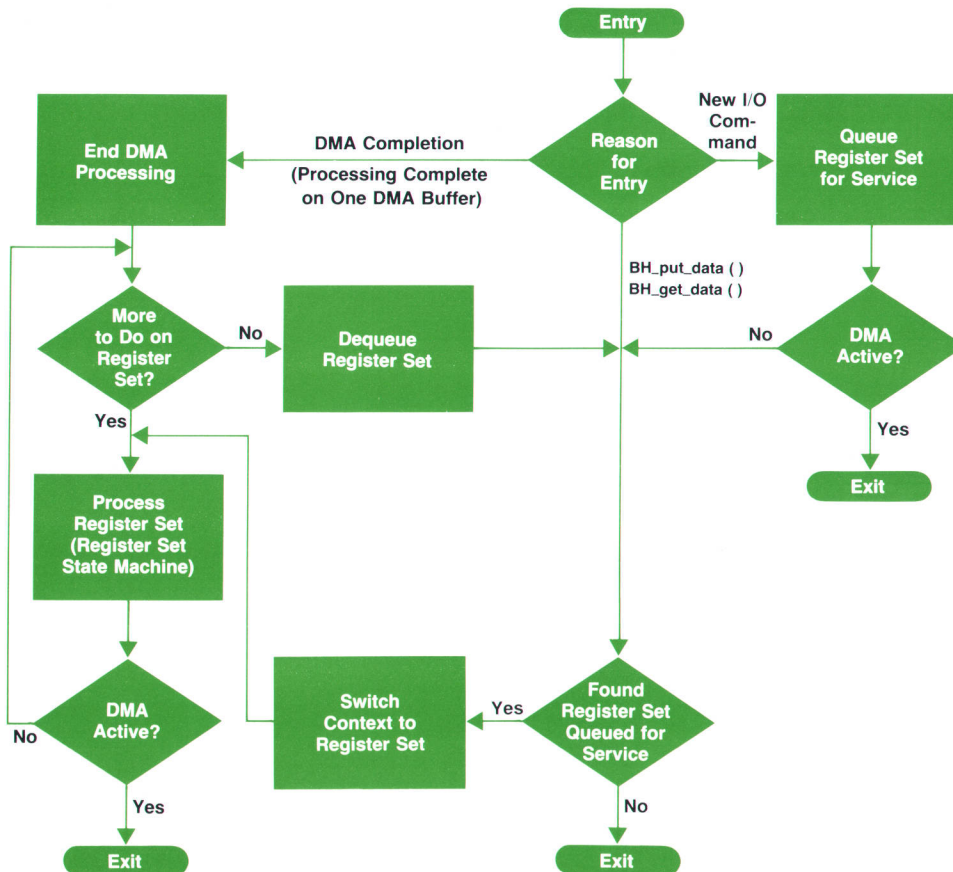 Entry
Reason
for
Entry
New I/O
Com-
mand
Queue
Register Set
for Service
DMA Completion
(Processing Complete
on One DMA Buffer)
End DMA
Processing
BH_put_data ( )
BH_get_data ( )
More
to Do on
Register
Set?
No
Dequeue
Register Set
No
DMA
Active?
Yes
Exit
Yes
Process
Register Set
(Register Set
State Machine)
DMA
Active?
No
Yes
Exit
Switch
Context to
Register Set
Yes
Found
Register Set
Queued for
Service
No
Exit